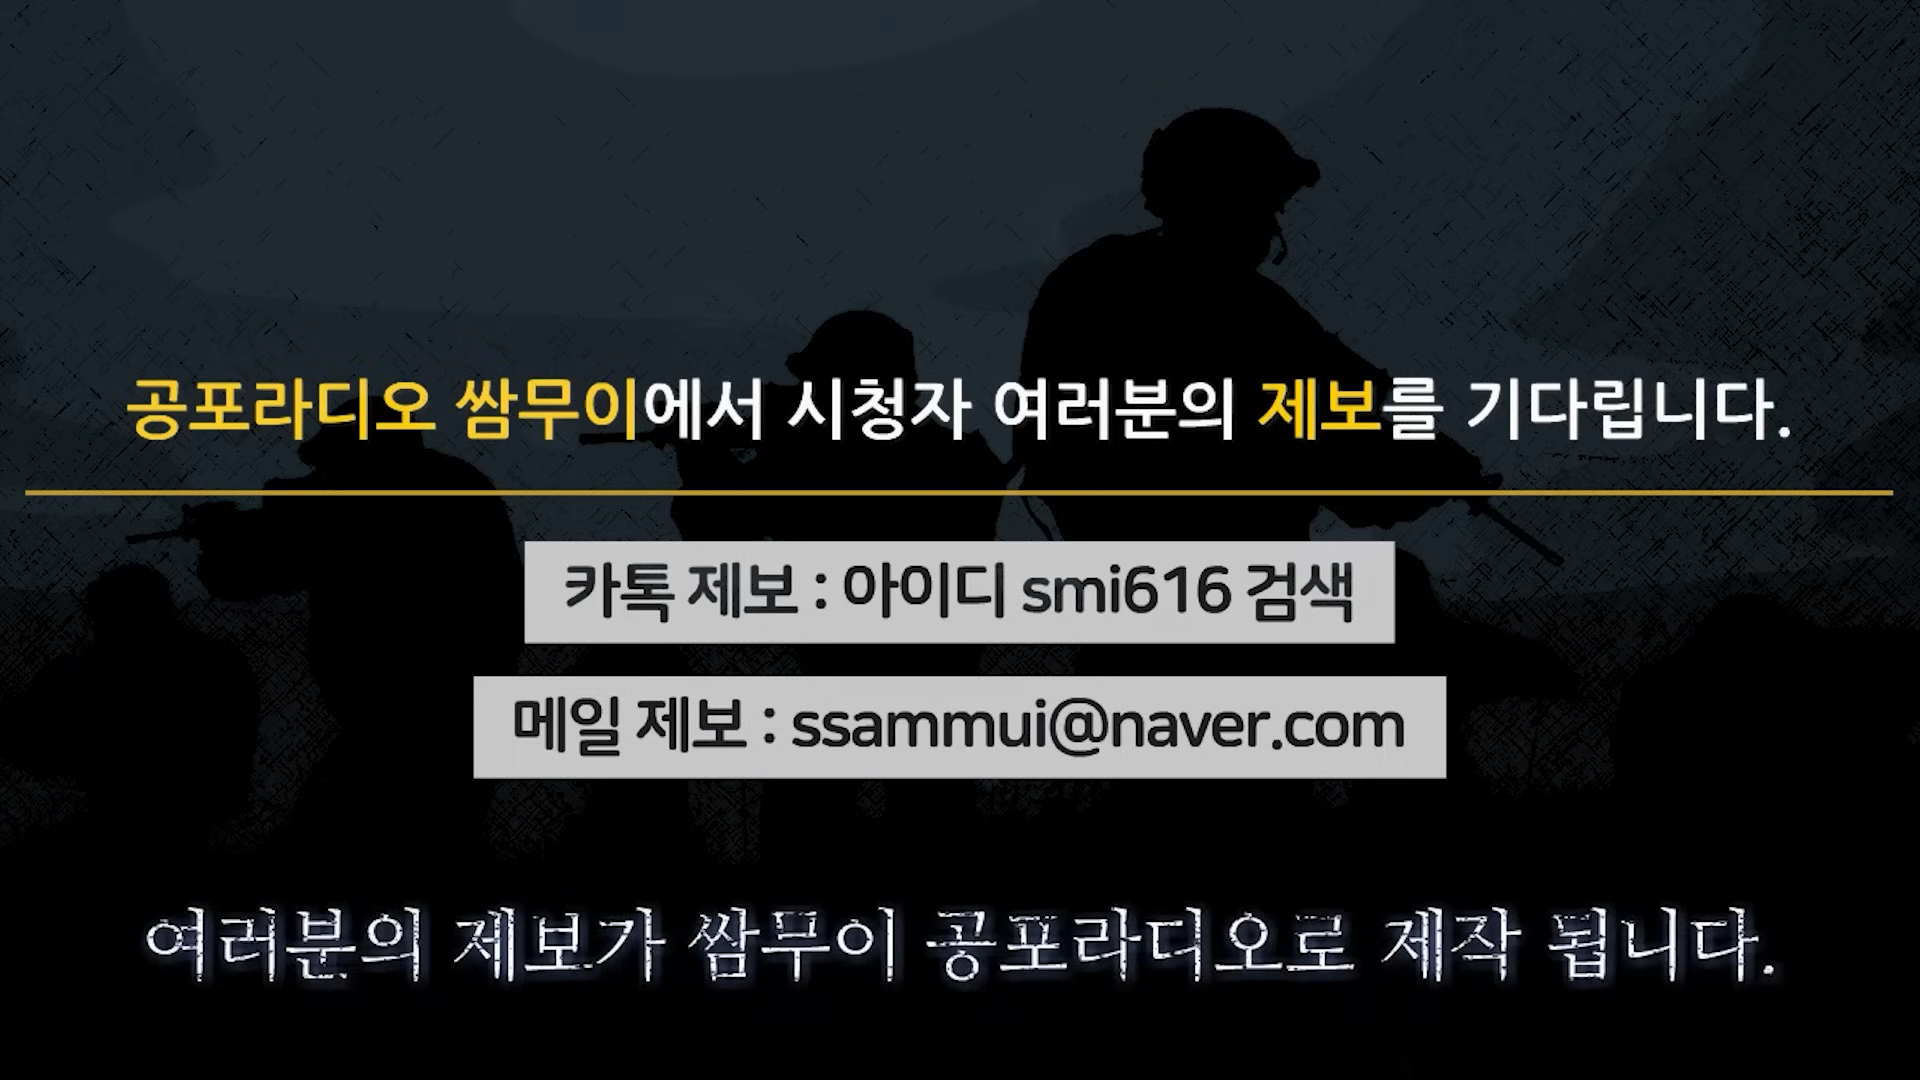 공포라디오 쌈무이에서 시청자 여러분의 제보를 기다립니다.
카톡 제보 : 아이디 smi616 검색
메일 제보 : ssammui@naver.com
여러분의 제보가 쌈무이 공포라디오로 제작 됩니다.